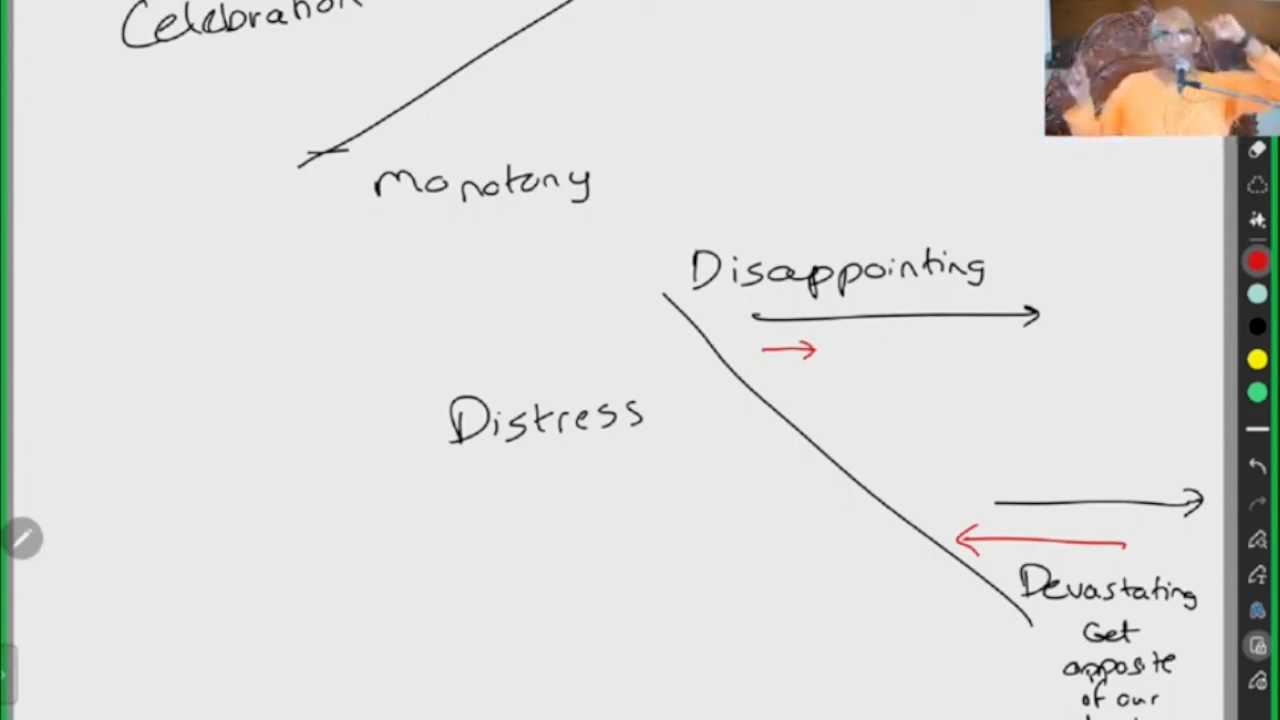 Celebration
Monotony
Disappointing
Distress
Devastating
Get
opposite
of our